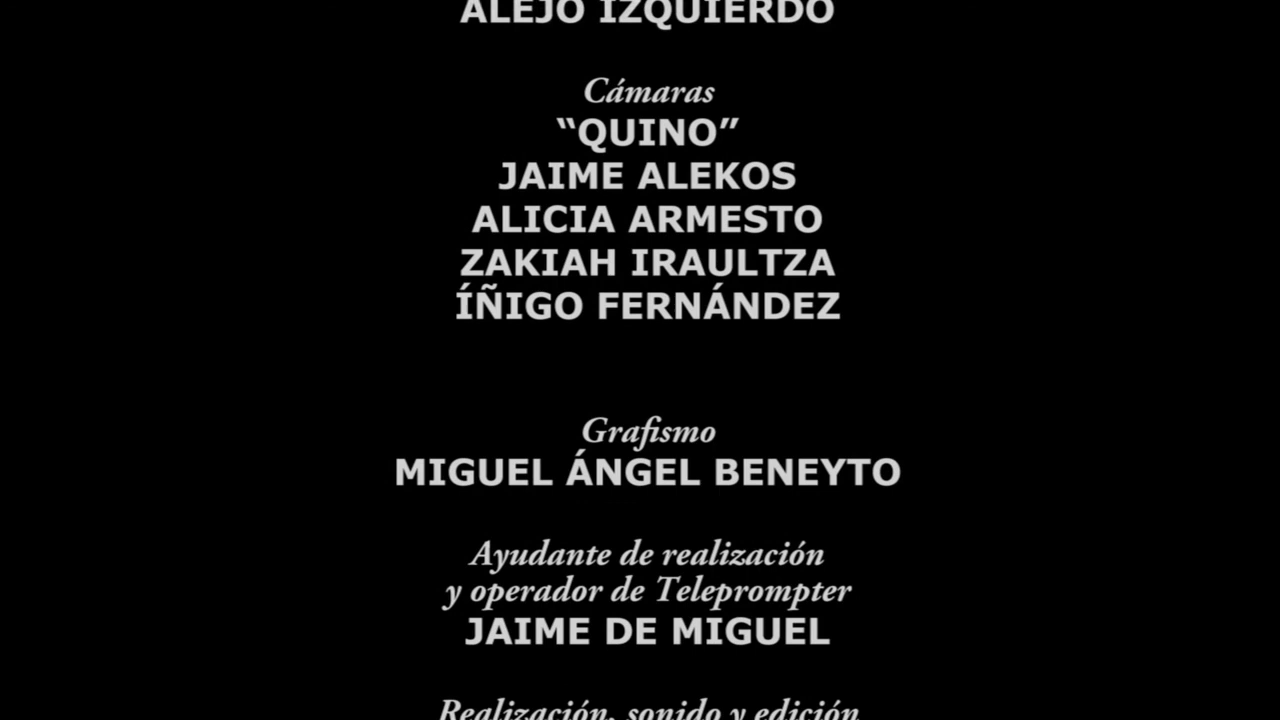 ALEJO IZQUIERDO
Cámaras
“QUINO”
JAIME ALEKOS
ALICIA ARMESTO
ZAKIAH IRAULTZA
ÍÑIGO FERNÁNDEZ
Grafismo
MIGUEL ÁNGEL BENEYTO
Ayudante de realización
y operador de Teleprompter
JAIME DE MIGUEL
Realización, sonido y edición